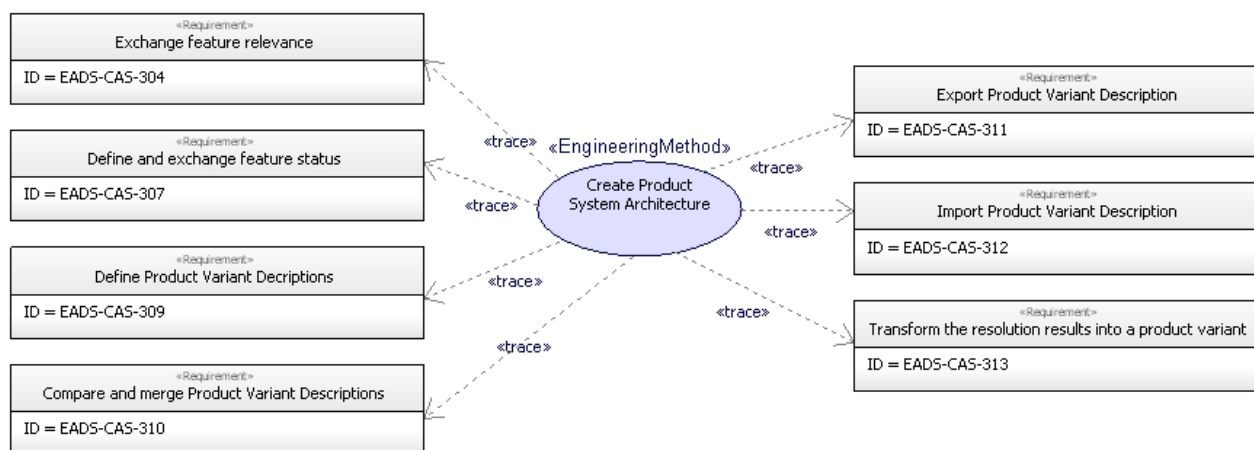 «Requirement»
Exchange feature relevance
ID = EADS-CAS-304
«Requirement»
Define and exchange feature status
ID = EADS-CAS-307
«Requirement»
Define Product Variant Decriptions
ID = EADS-CAS-309
«Requirement»
Compare and merge Product Variant Descriptions
ID = EADS-CAS-310
«trace»
«trace»
«trace»
«trace»
«EngineeringMethod»
Create Product
System Architecture
«trace»
«trace»
«trace»
«Requirement»
Export Product Variant Description
ID = EADS-CAS-311
«Requirement»
Import Product Variant Description
ID = EADS-CAS-312
«Requirement»
Transform the resolution results into a product variant
ID = EADS-CAS-313